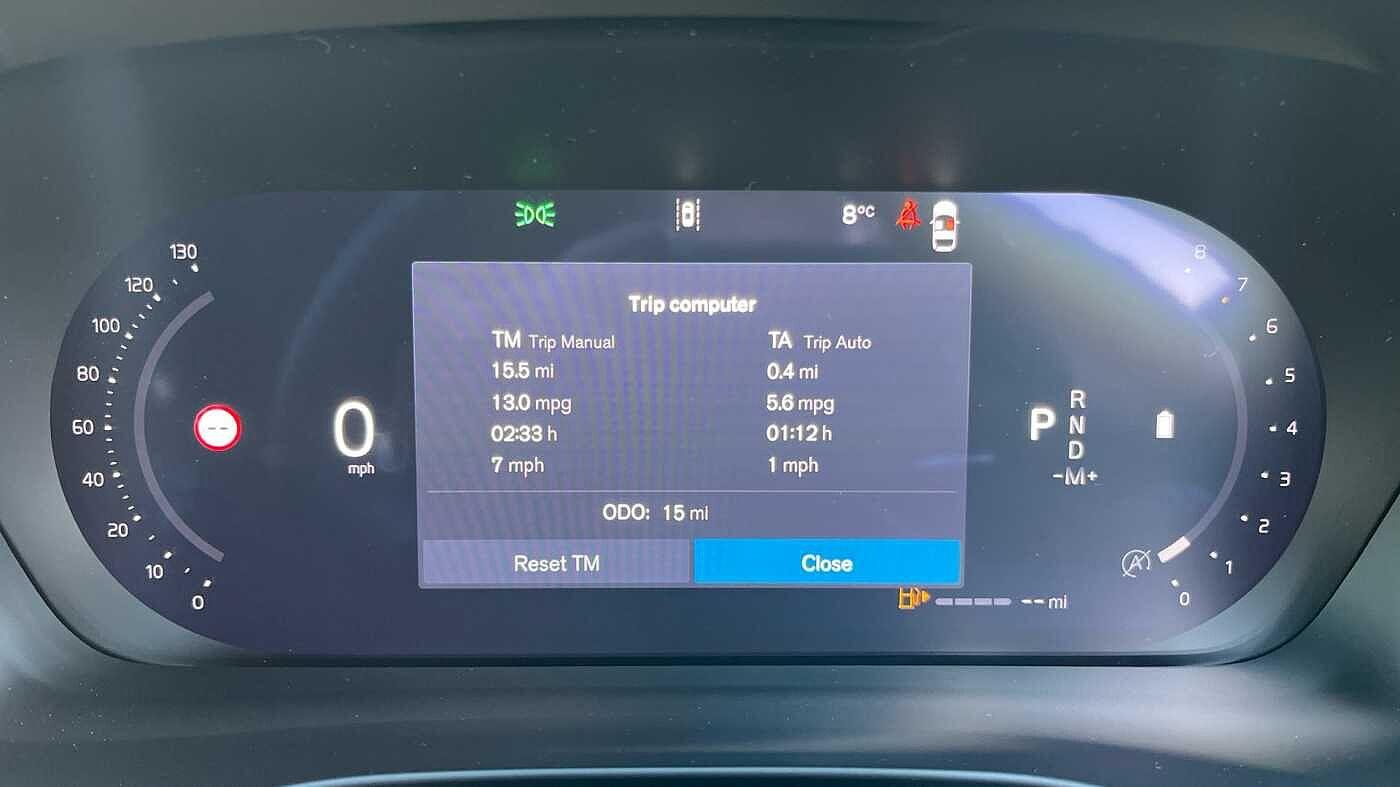 8°C
130
120
100
80
60
40
20
10
0
--
0
mph
Trip computer
TM Trip Manual
15.5 mi
13.0 mpg
02:33 h
7 mph
TA Trip Auto
0.4 mi
5.6 mpg
01:12 h
1 mph
ODO: 15 mi
Reset TM
Close
P
R
N
D
-M+
8
7
6
5
4
3
2
1
0
A
-- mi